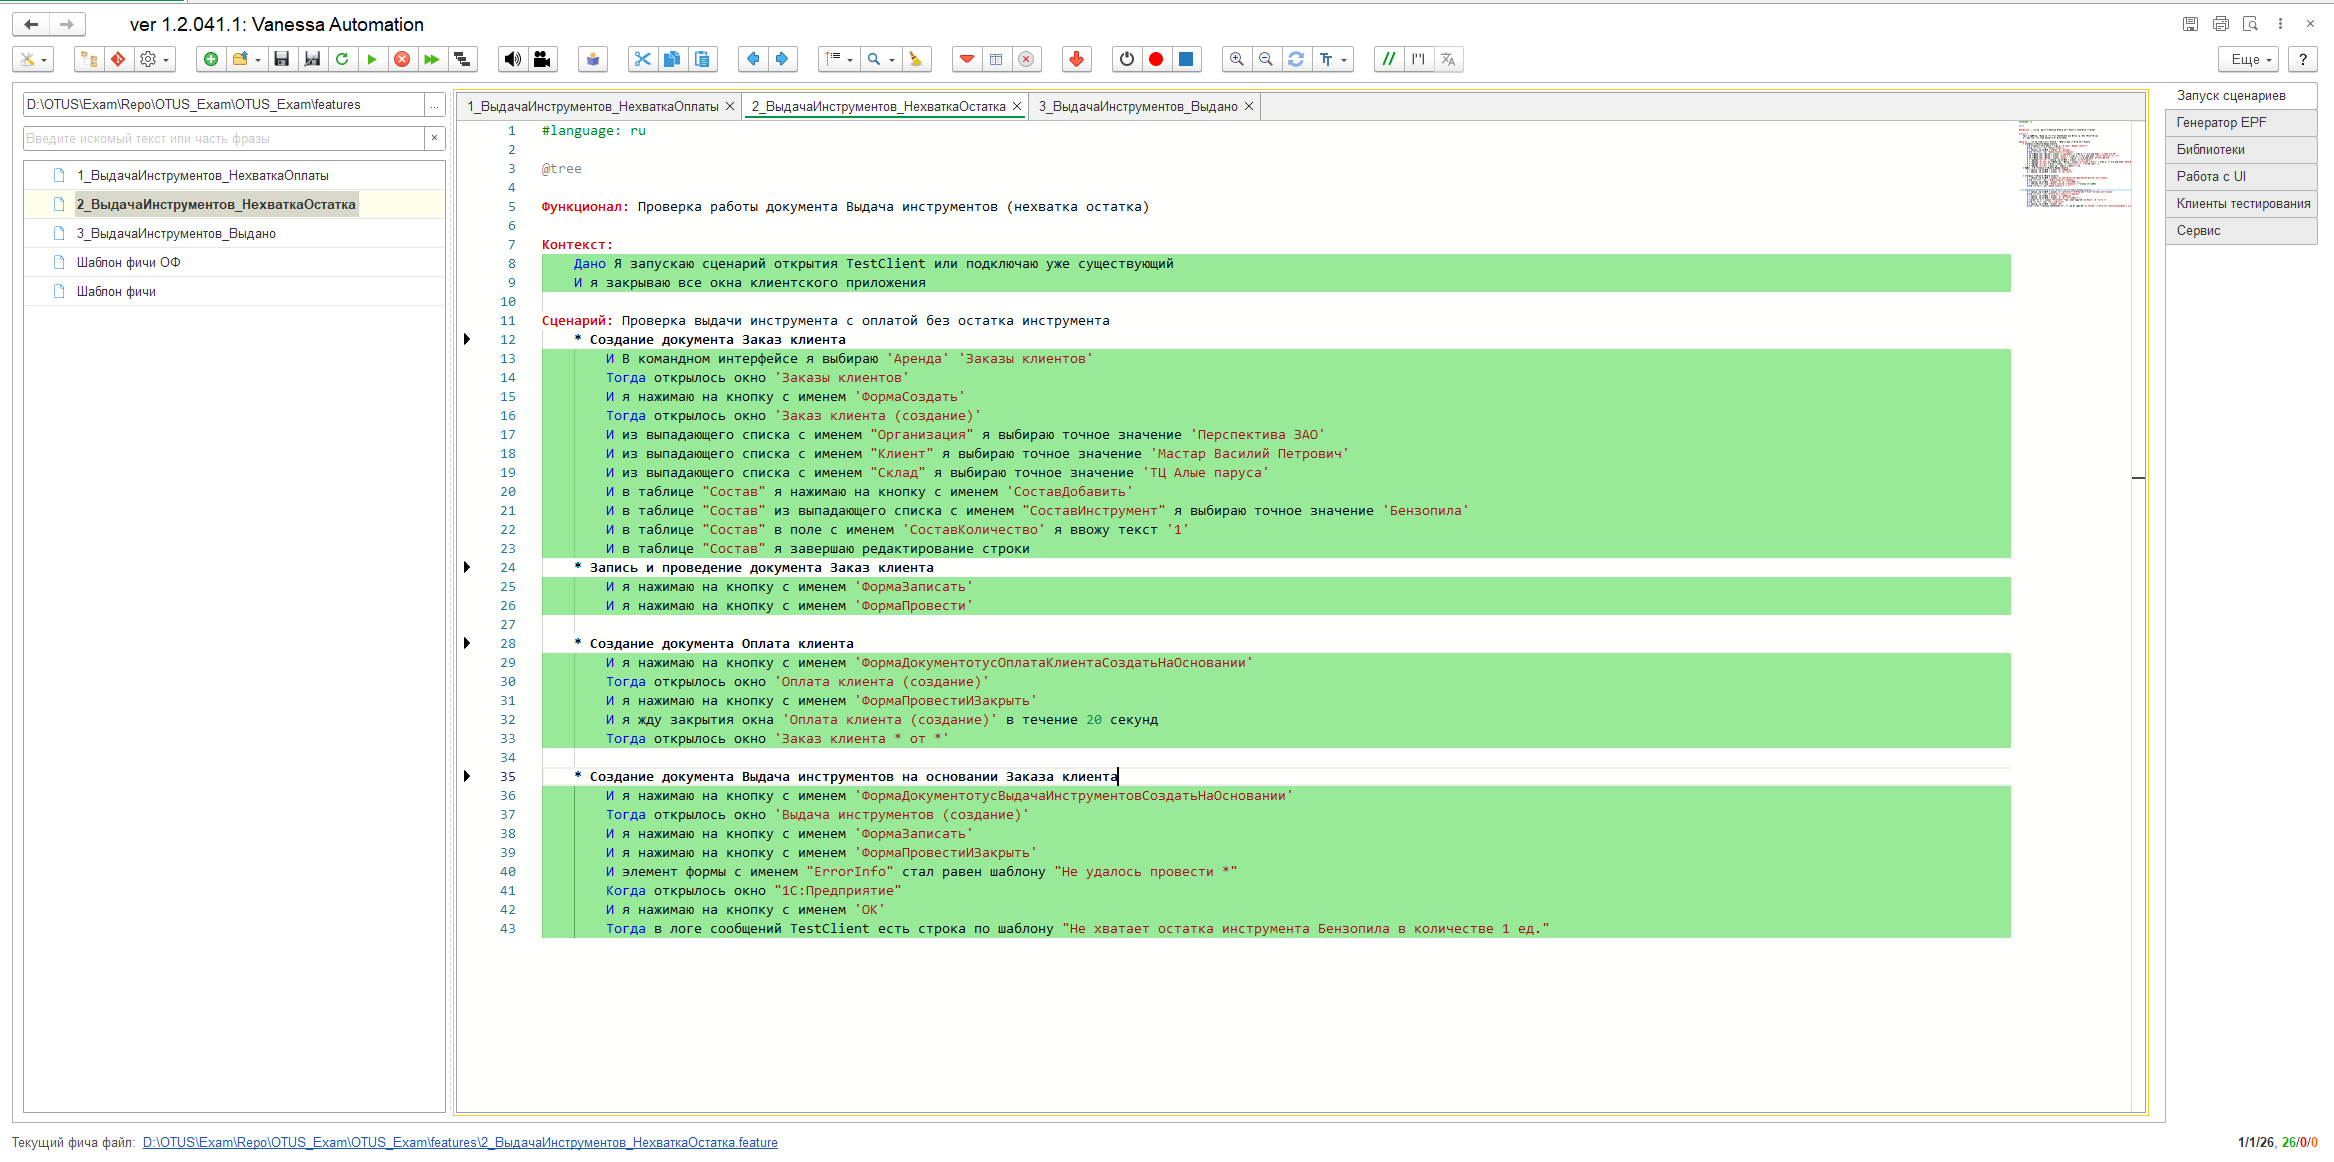 ver 1.2.041.1: Vanessa Automation
Еще
?
D:\OTUS\Exam\Repo\OTUS_Exam\OTUS_Exam\features
...
Введите искомый текст или часть фразы
1_ВыдачаИнструментов_НехваткаОплаты
2_ВыдачаИнструментов_НехваткаОстатка
3_ВыдачаИнструментов_Выдано
Шаблон фичи ОФ
Шаблон фичи
1_ВыдачаИнструментов_НехваткаОплаты
2_ВыдачаИнструментов_НехваткаОстатка
3_ВыдачаИнструментов_Выдано
1 #language: ru
2
3 @tree
4
5 Функционал: Проверка работы документа Выдача инструментов (нехватка остатка)
6
7 Контекст:
8 Дано Я запускаю сценарий открытия TestClient или подключаю уже существующий
9 И я закрываю все окна клиентского приложения
10
11 Сценарий: Проверка выдачи инструмента с оплатой без остатка инструмента
12 * Создание документа Заказ клиента
13 И В командном интерфейсе я выбираю 'Аренда' 'Заказы клиентов'
14 Тогда открылось окно 'Заказы клиентов'
15 И я нажимаю на кнопку с именем 'ФормаСоздать'
16 Тогда открылось окно 'Заказ клиента (создание)'
17 И из выпадающего списка с именем "Организация" я выбираю точное значение 'Перспектива ЗАО'
18 И из выпадающего списка с именем "Клиент" я выбираю точное значение 'Мастар Василий Петрович'
19 И из выпадающего списка с именем "Склад" я выбираю точное значение 'ТЦ Алые паруса'
20 И в таблице "Состав" я нажимаю на кнопку с именем 'СоставДобавить'
21 И в таблице "Состав" из выпадающего списка с именем "СоставИнструмент" я выбираю точное значение 'Бензопила'
22 И в таблице "Состав" в поле с именем 'СоставКоличество' я ввожу текст '1'
23 И в таблице "Состав" я завершаю редактирование строки
24 * Запись и проведение документа Заказ клиента
25 И я нажимаю на кнопку с именем 'ФормаЗаписать'
26 И я нажимаю на кнопку с именем 'ФормаПровести'
27
28 * Создание документа Оплата клиента
29 И я нажимаю на кнопку с именем 'ФормаДокументотусОплатаКлиентаСоздатьНаОсновании'
30 Тогда открылось окно 'Оплата клиента (создание)'
31 И я нажимаю на кнопку с именем 'ФормаПровестиИЗакрыть'
32 И я жду закрытия окна 'Оплата клиента (создание)' в течение 20 секунд
33 Тогда открылось окно 'Заказ клиента * от *'
34
35 * Создание документа Выдача инструментов на основании Заказа клиента
36 И я нажимаю на кнопку с именем 'ФормаДокументотусВыдачаИнструментовСоздатьНаОсновании'
37 Тогда открылось окно 'Выдача инструментов (создание)'
38 И я нажимаю на кнопку с именем 'ФормаЗаписать'
39 И я нажимаю на кнопку с именем 'ФормаПровестиИЗакрыть'
40 И элемент формы с именем "ErrorInfo" стал равен шаблону "Не удалось провести *"
41 Когда открылось окно "1С:Предприятие"
42 И я нажимаю на кнопку с именем 'OK'
43 Тогда в логе сообщений TestClient есть строка по шаблону "Не хватает остатка инструмента Бензопила в количестве 1 ед."
Запуск сценариев
Генератор EPF
Библиотеки
Работа с UI
Клиенты тестирования
Сервис
Текущий фича файл: D:\OTUS\Exam\Repo\OTUS_Exam\OTUS_Exam\features\2_ВыдачаИнструментов_НехваткаОстатка.feature
1/1/26, 26/0/0